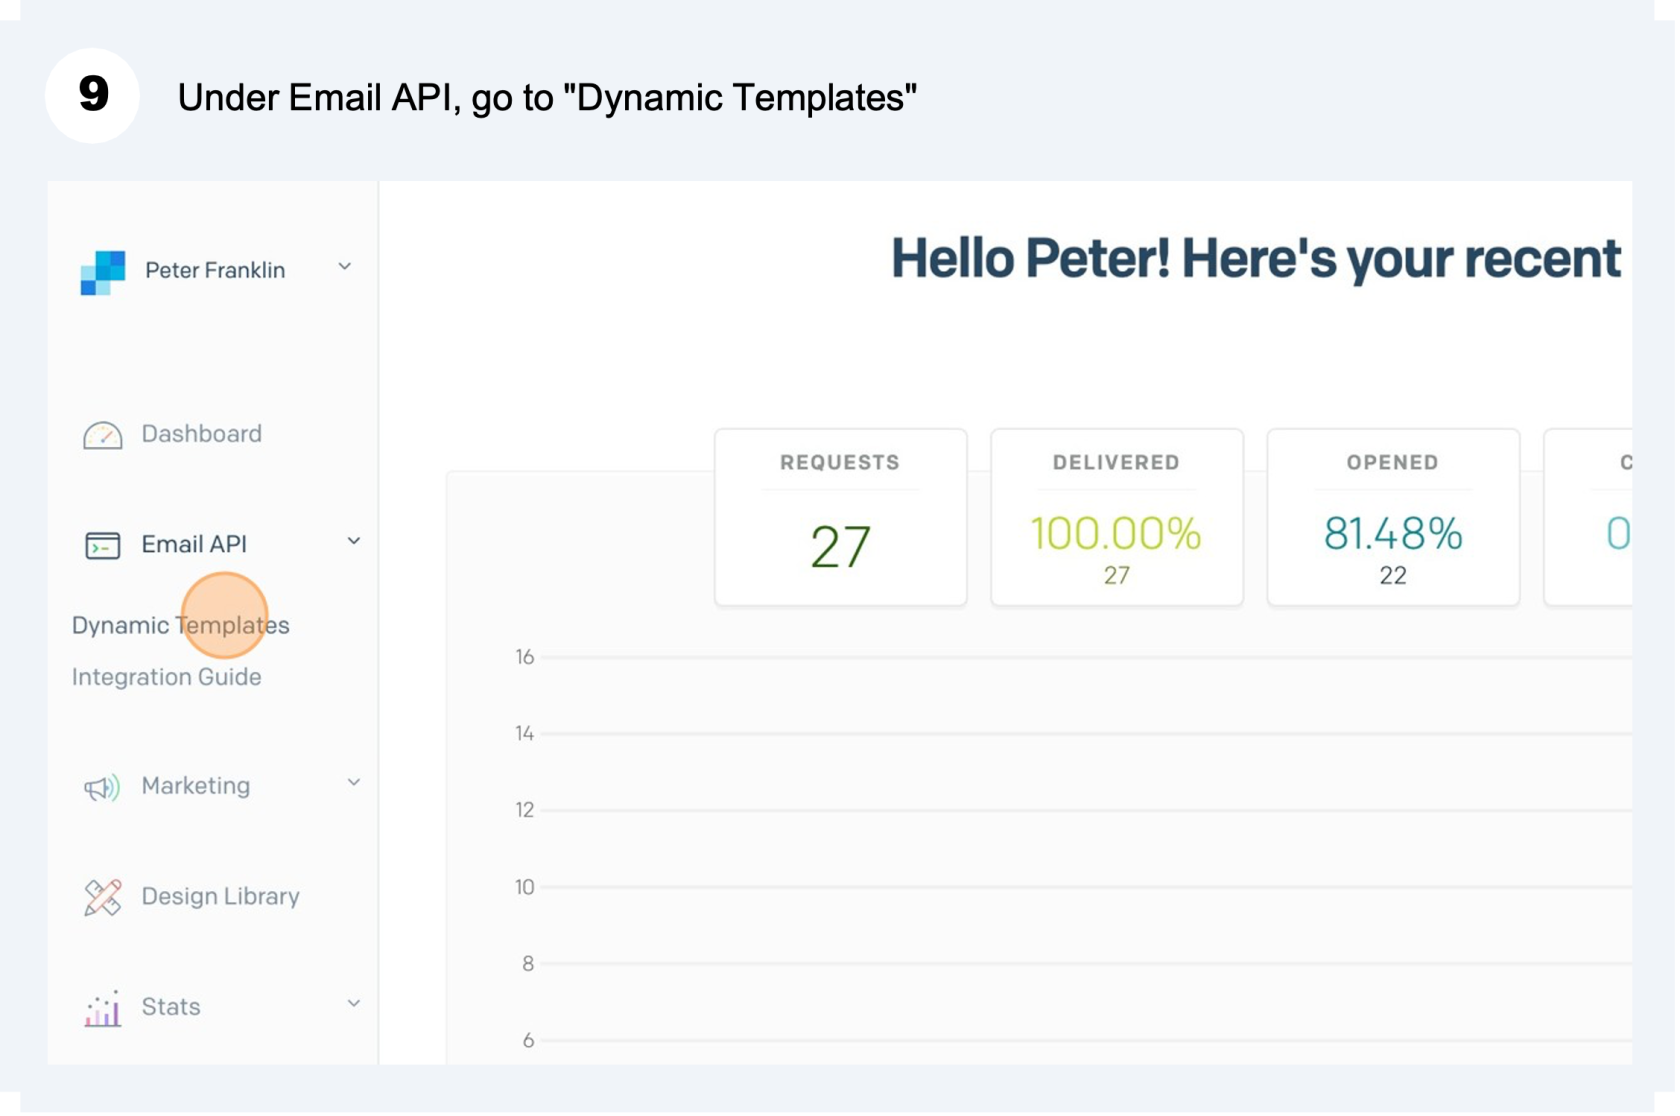 9
Under Email API, go to "Dynamic Templates"
Peter Franklin
Hello Peter! Here's your recent
Dashboard
Email API
Dynamic Templates
Integration Guide
Marketing
Design Library
Stats
REQUESTS
27
DELIVERED
100.00%
27
OPENED
81.48%
22
C
0
16
14
12
10
8
6